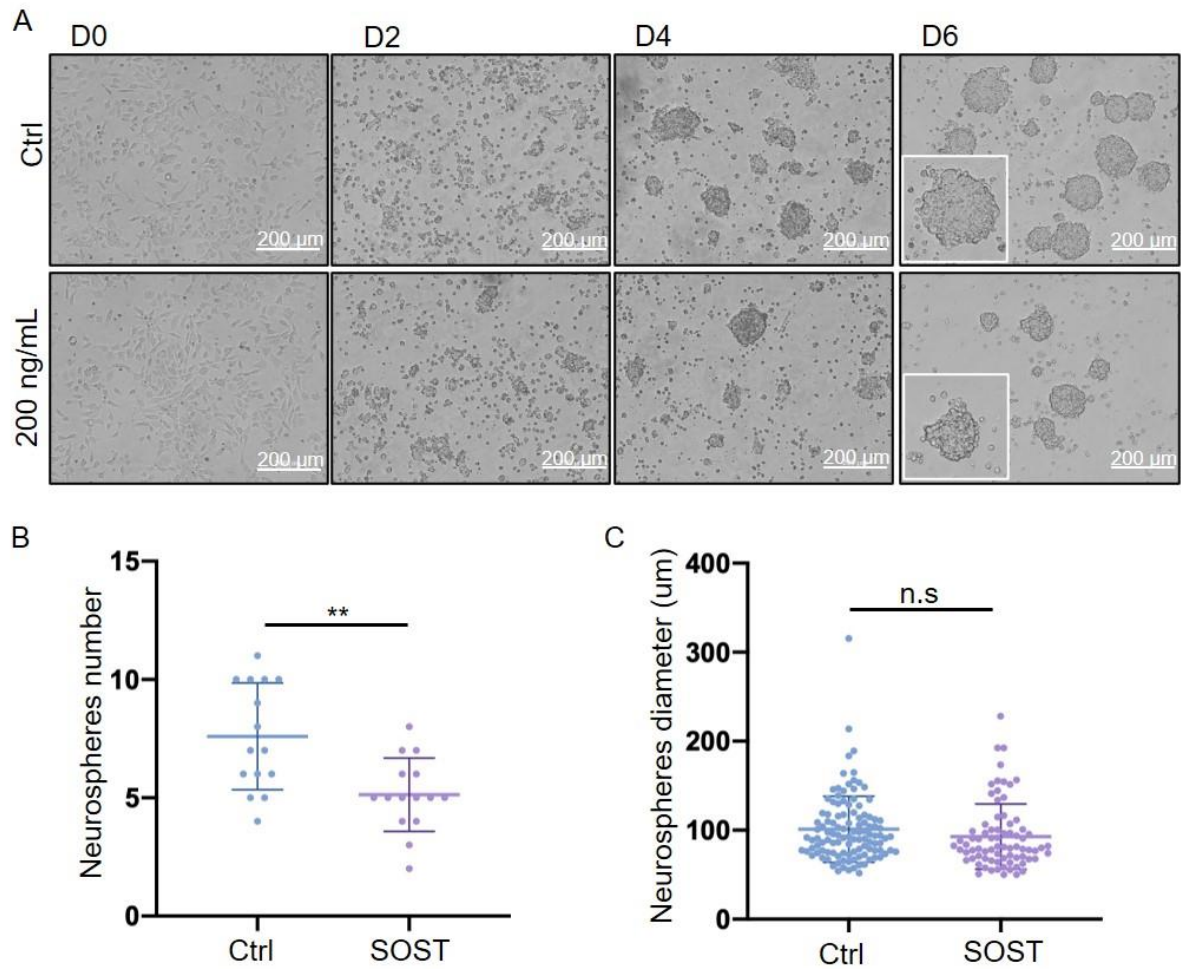 A
D0 D2 D4 D6
Ctrl
200 µm 200 µm 200 µm 200 µm
200 ng/mL
200 µm 200 µm 200 µm 200 µm
B
Neurospheres number
15
10
5
0
**
Ctrl SOST
C
Neurospheres diameter (um)
400
300
200
100
0
n.s
Ctrl SOST